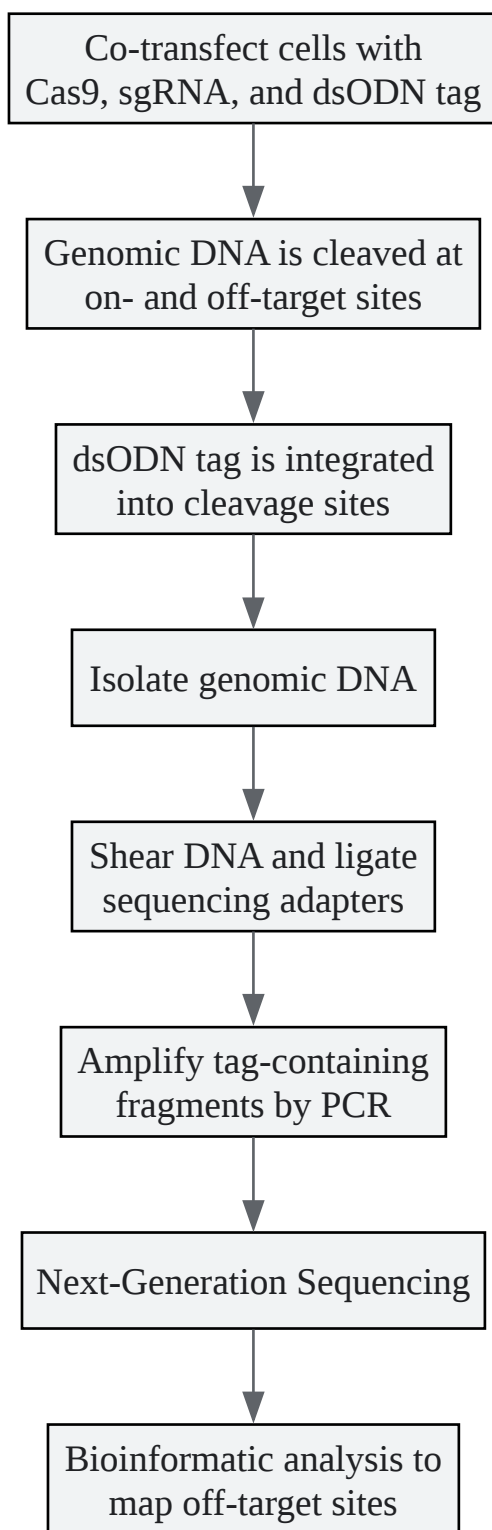 Co-transfect cells with
Cas9, sgRNA, and dsODN tag
Genomic DNA is cleaved at
on- and off-target sites
dsODN tag is integrated
into cleavage sites
Isolate genomic DNA
Shear DNA and ligate
sequencing adapters
Amplify tag-containing
fragments by PCR
Next-Generation Sequencing
Bioinformatic analysis to
map off-target sites